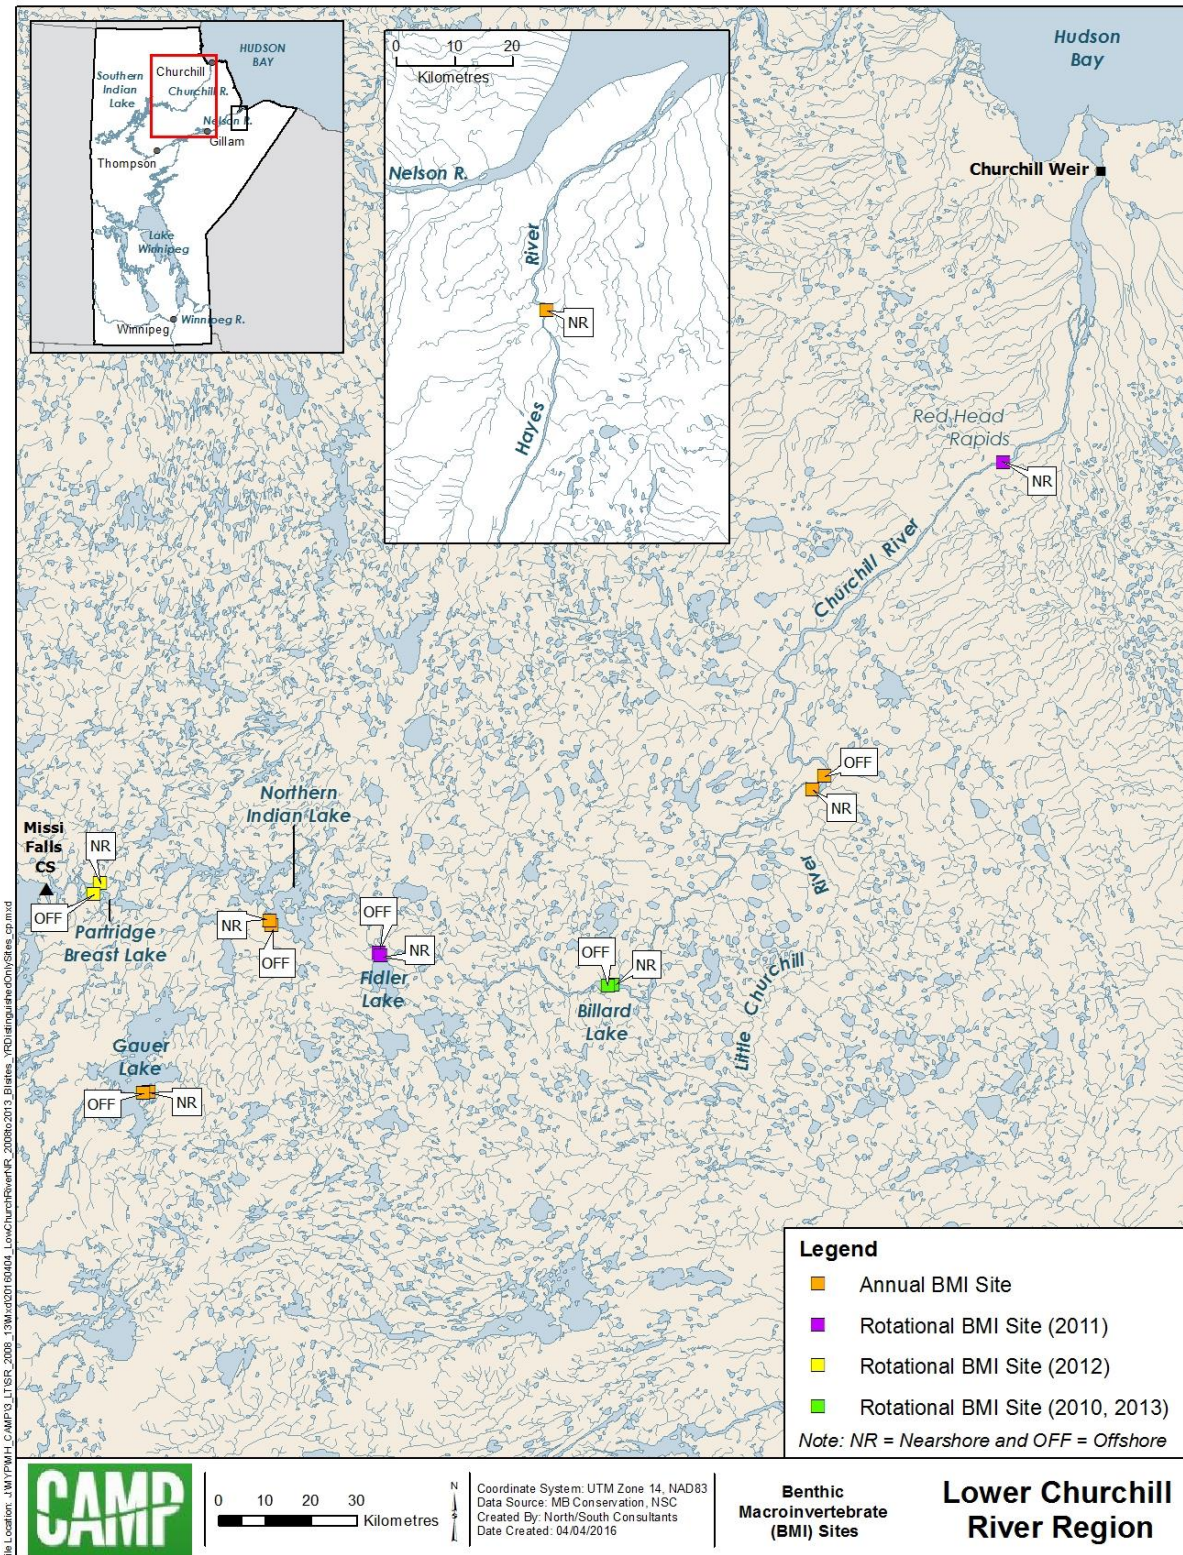 HUDSON
BAY
Churchill
Southern
Indian
Lake
Churchill R.
Nelson R.
Gillam
Thompson
Lake
Winnipeg
Winnipeg R.
Winnipeg
0 10 20
Kilometres
Nelson R.
River
NR
Hayes
Hudson
Bay
Churchill Weir
Red Head
Rapids
NR
Churchill River
OFF
NR
Northern
Indian Lake
Missi
Falls
CS
NR
OFF
Partridge
Breast Lake
NR
OFF
OFF
NR
Fidler
Lake
OFF
NR
Billard
Lake
Little Churchill River
Gauer
Lake
OFF
NR
Legend
Annual BMI Site
Rotational BMI Site (2011)
Rotational BMI Site (2012)
Rotational BMI Site (2010, 2013)
Note: NR = Nearshore and OFF = Offshore
CAMP
0 10 20 30
Kilometres
N
S
Coordinate System: UTM Zone 14, NAD83
Data Source: MB Conservation, NSC
Created By: North/South Consultants
Date Created: 04/04/2016
Benthic
Macroinvertebrate
(BMI) Sites
Lower Churchill
River Region